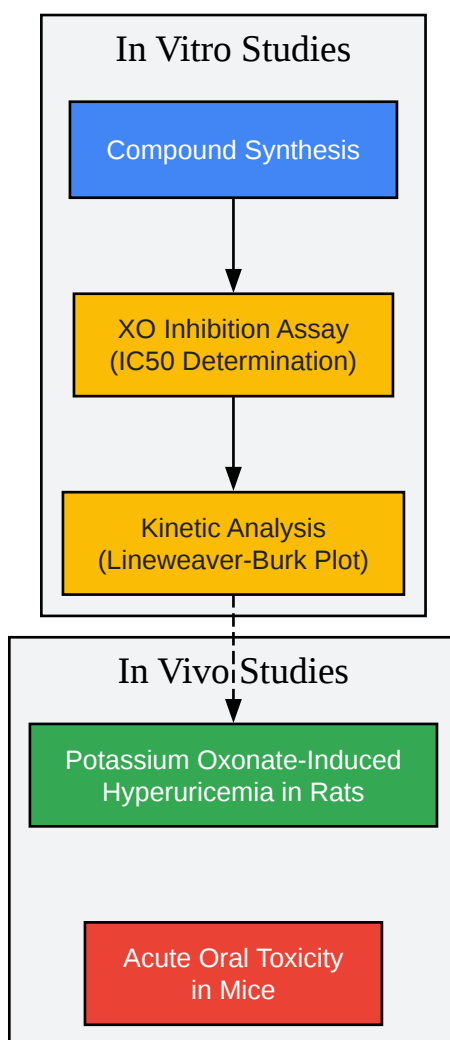 In Vitro Studies
Compound Synthesis
XO Inhibition Assay
(IC50 Determination)
Kinetic Analysis
(Lineweaver-Burk Plot)
In Vivo Studies
Potassium Oxonate-Induced
Hyperuricemia in Rats
Acute Oral Toxicity
in Mice